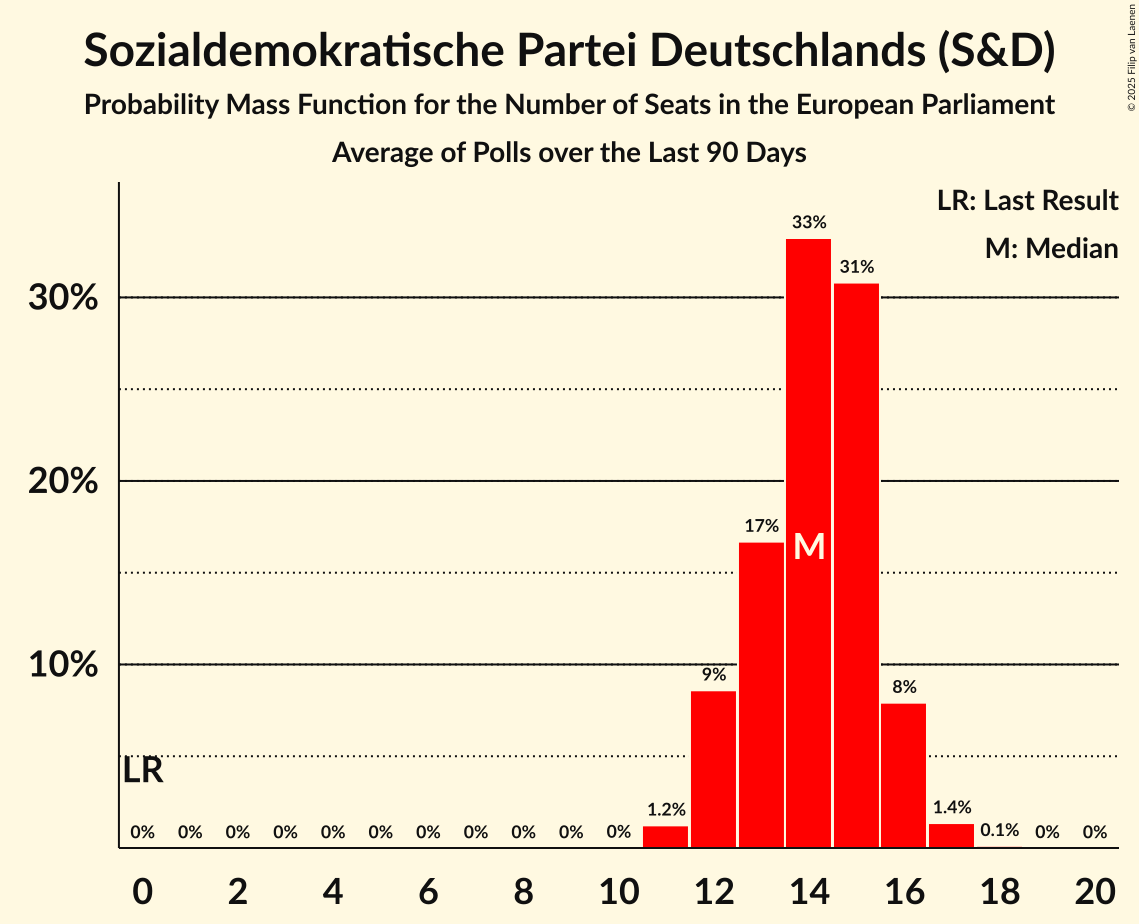 Sozialdemokratische Partei Deutschlands (S&D)
Probability Mass Function for the Number of Seats in the European Parliament
Average of Polls over the Last 90 Days
© 2025 Filip van Laenen
LR: Last Result
M: Median
33%
31%
30%
20%
17%
M
10%
9%
8%
LR
1.2%
1.4%
0% 0% 0% 0% 0% 0% 0% 0% 0% 0% 0% 0.1% 0% 0%
0 2 4 6 8 10 12 14 16 18 20